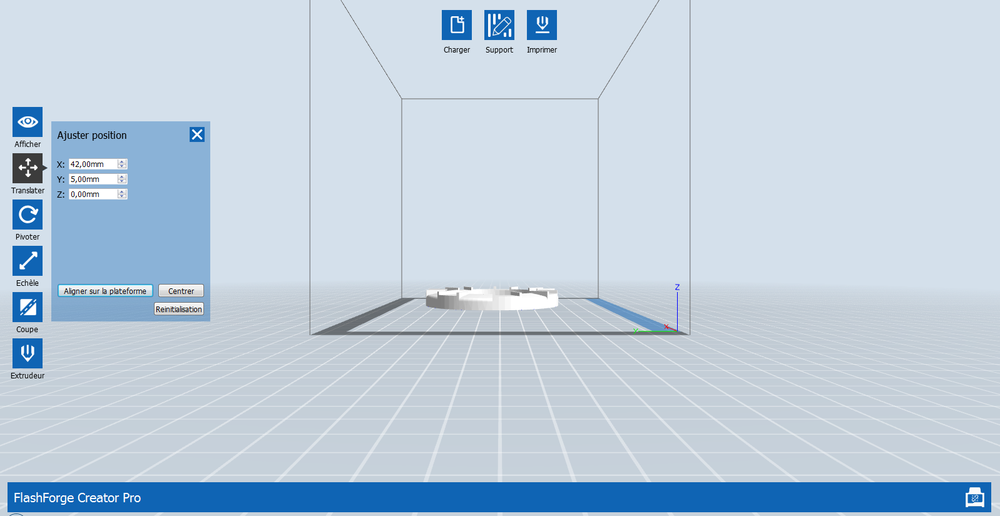 Charger
Support
Imprimer
Afficher
Translater
Pivoter
Echèle
Coupe
Extrudeur
Ajuster position
X: 42,00mm
Y: 5,00mm
Z: 0,00mm
Aligner sur la plateforme
Centrer
Reinitialisation
Z
X
Y
FlashForge Creator Pro